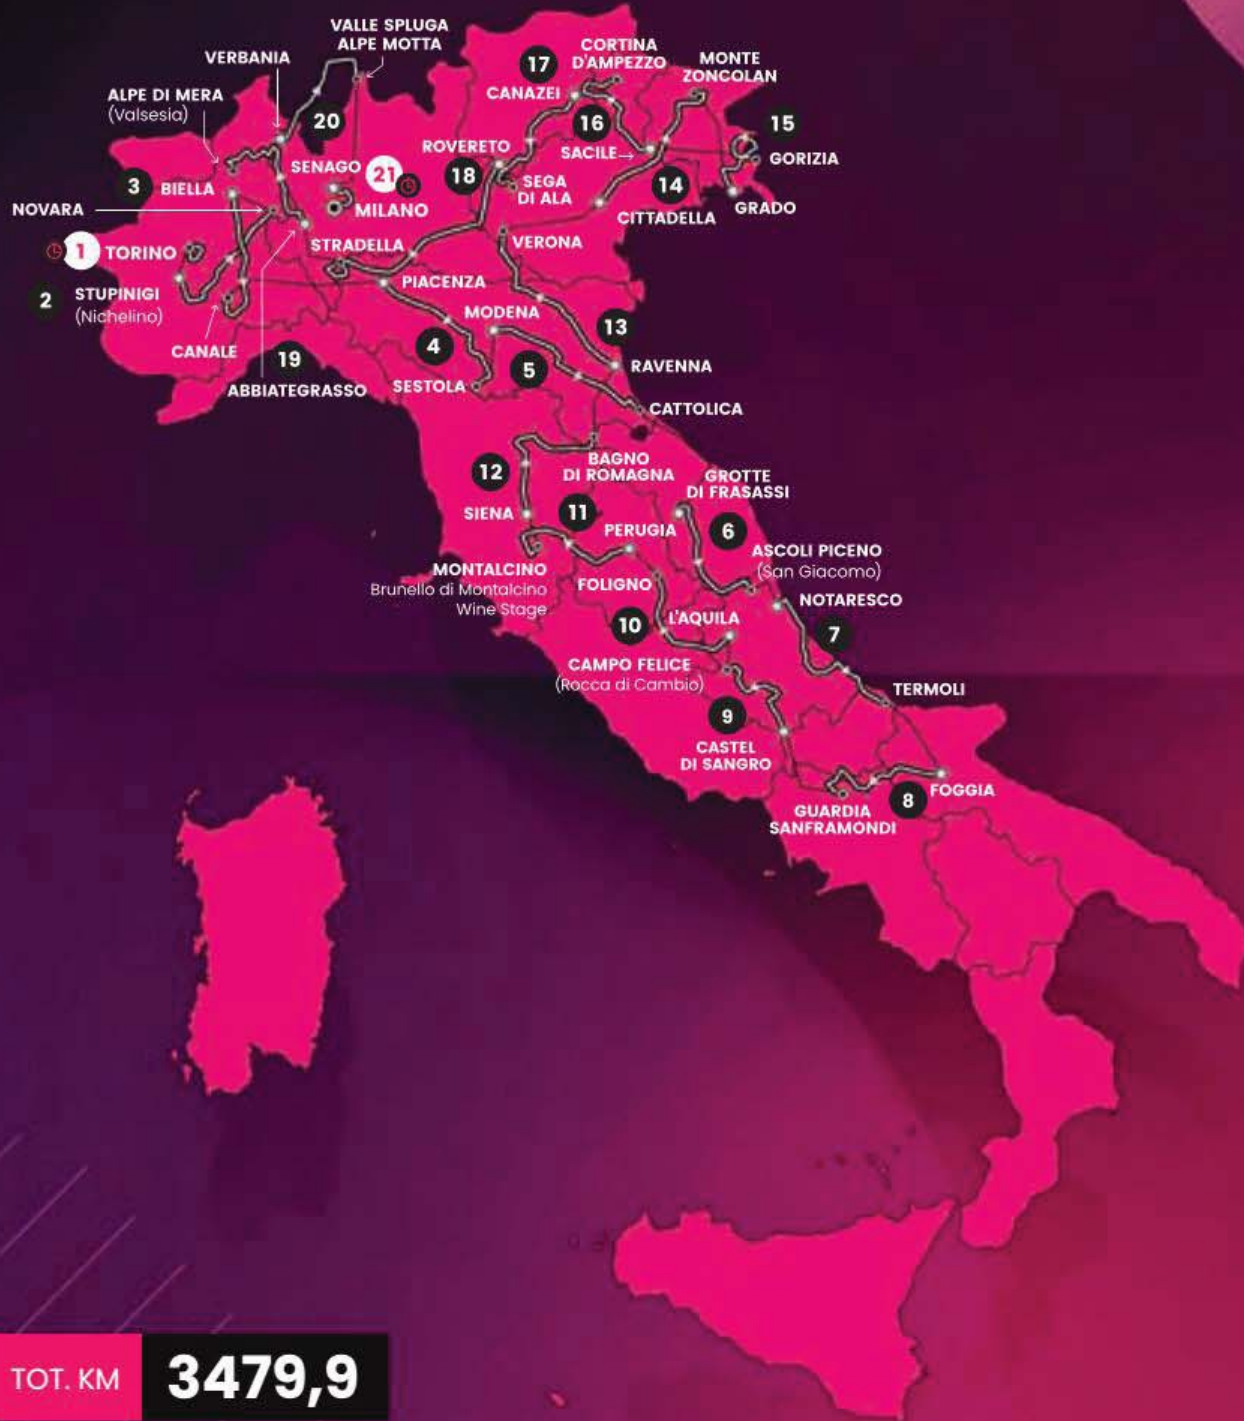 VALLE SPLUGA
ALPE MOTTA
VERBANIA
CORTINA
D'AMPEZZO
MONTE
ZONCOLAN
17
CANAZEI
ALPE DI MERA
(Valsesia)
20
16
15
ROVERETO
SACILE
GORIZIA
SENAGO
21
18
3
BIELLA
SEGA
DI ALA
14
NOVARA
MILANO
CITTADELLA
GRADO
1
TORINO
STRADELLA
VERONA
2
STUPINIGI
(Nichelino)
PIACENZA
MODENA
13
CANALE
19
4
5
RAVENNA
ABBIATEGRASSO
SESTOLA
CATTOLICA
12
BAGNO
DI ROMAGNA
GROTTE
DI FRASASSI
SIENA
11
PERUGIA
6
ASCOLI PICENO
(San Giacomo)
MONTALCINO
Brunello di Montalcino
Wine Stage
FOLIGNO
NOTARESCO
10
L'AQUILA
7
CAMPO FELICE
(Rocca di Cambio)
TERMOLI
9
CASTEL
DI SANGRO
8
FOGGIA
GUARDIA
SANFRAMONDI
TOT. KM
3479,9